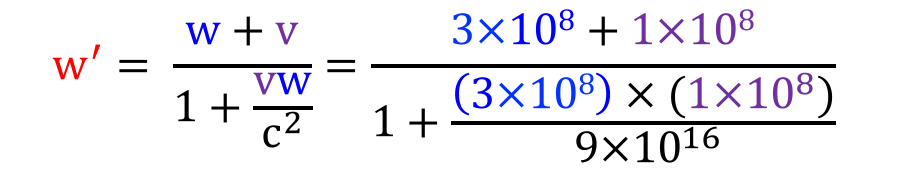 w′ = (w + v) / (1 + vw/c²) = (3×10⁸ + 1×10⁸) / (1 + ((3×10⁸) × (1×10⁸))/(9×10¹⁶))